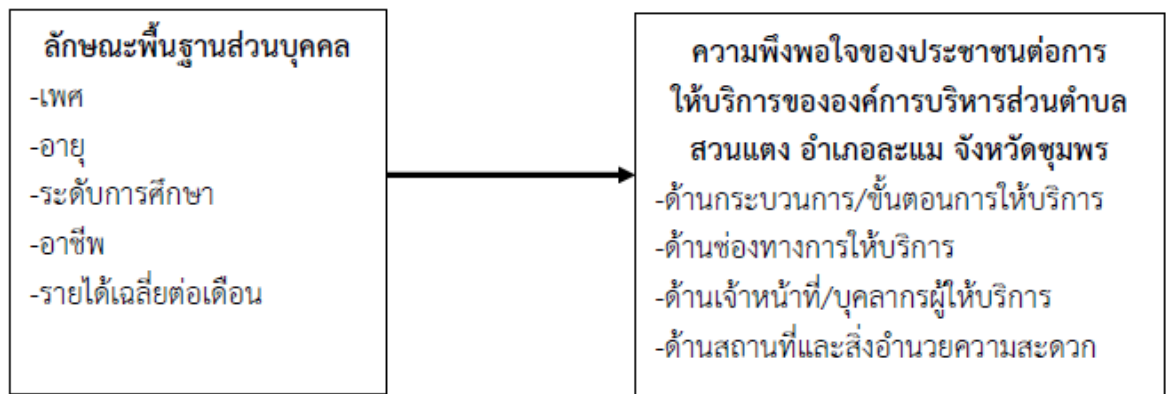 ลักษณะพื้นฐานส่วนบุคคล
-เพศ
-อายุ
-ระดับการศึกษา
-อาชีพ
-รายได้เฉลี่ยต่อเดือน
ความพึงพอใจของประชาชนต่อการ
ให้บริการขององค์การบริหารส่วนตำบล
สวนแตง อำเภอละแม จังหวัดชุมพร
-ด้านกระบวนการ/ขั้นตอนการให้บริการ
-ด้านช่องทางการให้บริการ
-ด้านเจ้าหน้าที่/บุคลากรผู้ให้บริการ
-ด้านสถานที่และสิ่งอำนวยความสะดวก